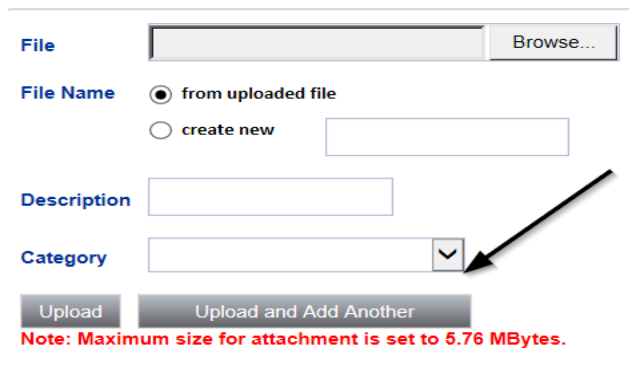 File Browse...
File Name from uploaded file
create new
Description
Category
Upload Upload and Add Another
Note: Maximum size for attachment is set to 5.76 MBytes.